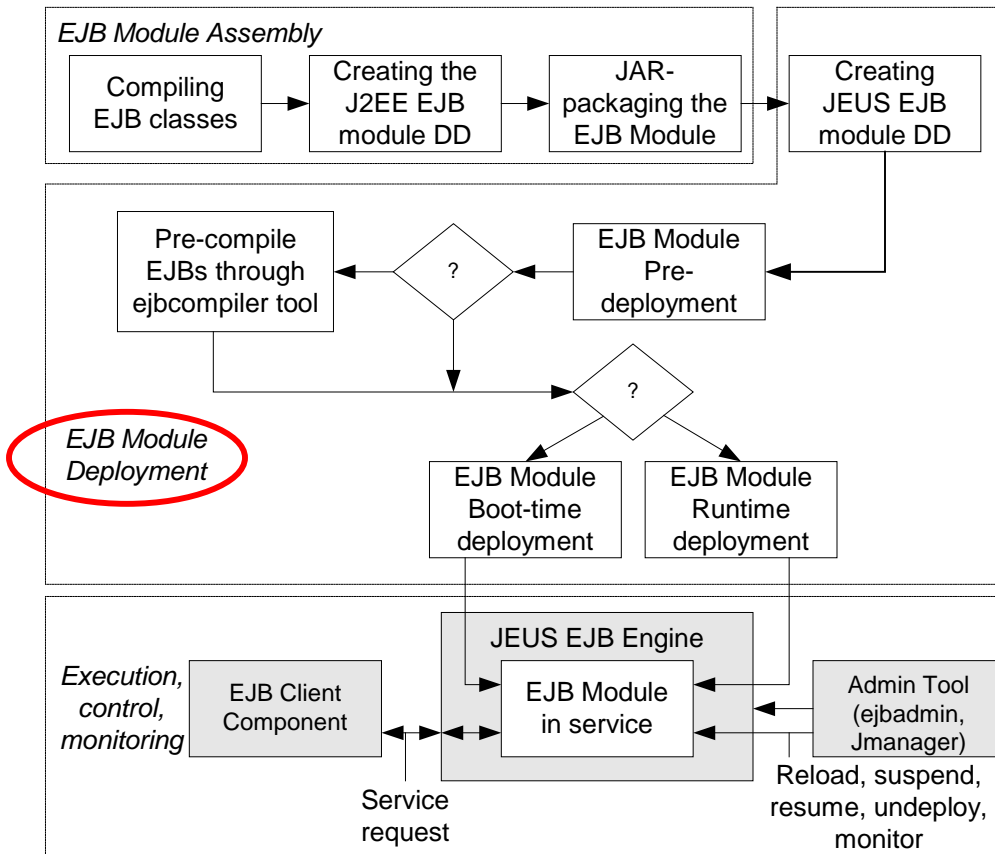 EJB Module Assembly
Compiling
EJB classes
Creating the
J2EE EJB
module DD
JAR-
packaging the
EJB Module
Creating
JEUS EJB
module DD
Pre-compile
EJBs through
ejbcompiler tool
?
EJB Module
Pre-
deployment
?
EJB Module
Deployment
EJB Module
Boot-time
deployment
EJB Module
Runtime
deployment
JEUS EJB Engine
Execution,
control,
monitoring
EJB Client
Component
EJB Module
in service
Admin Tool
(ejbadmin,
Jmanager)
Service
request
Reload, suspend,
resume, undeploy,
monitor